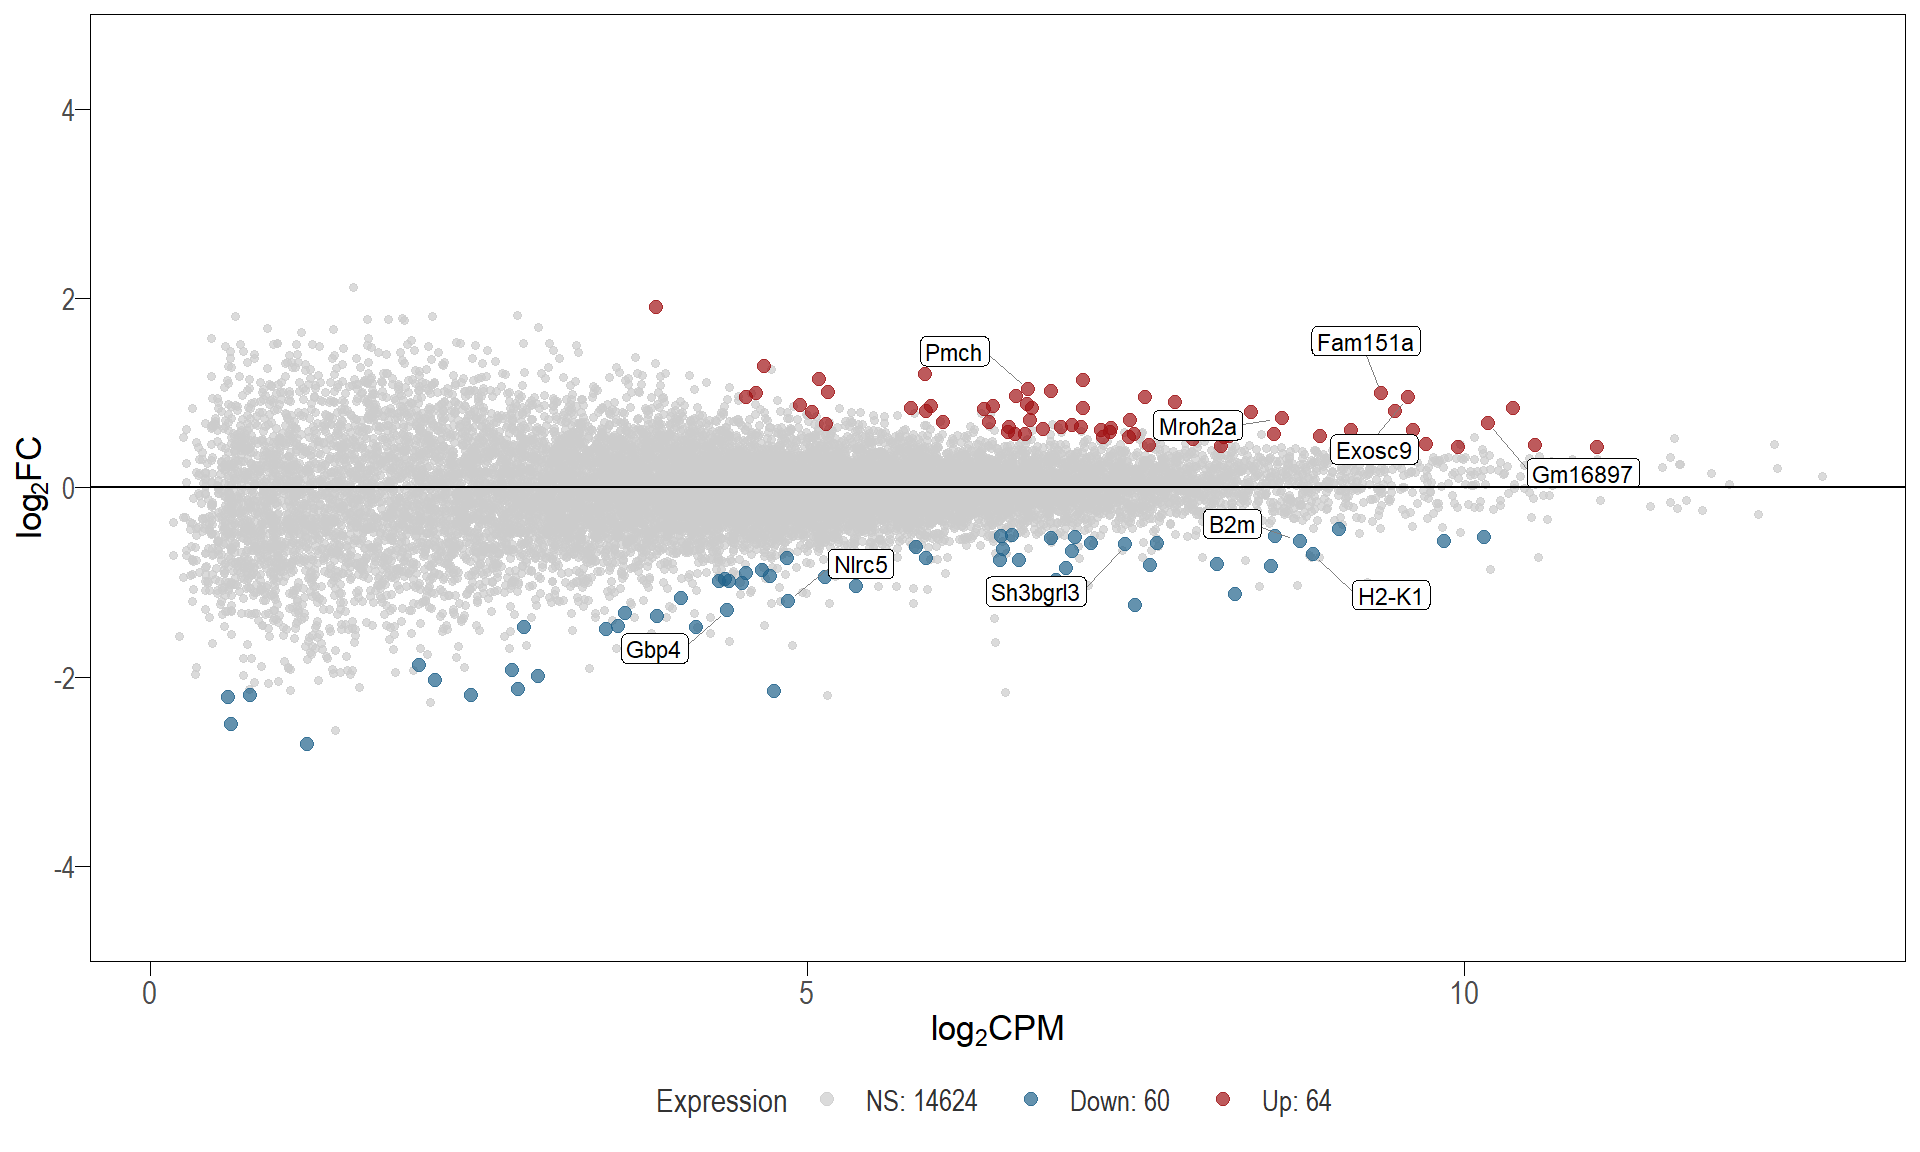 4
2
0
-2
-4
log2FC
Fam151a
Pmch
Mroh2a
Exosc9
Gm16897
B2m
Nlrc5
Sh3bgrl3
H2-K1
Gbp4
0
5
10
log2CPM
Expression NS: 14624 Down: 60 Up: 64